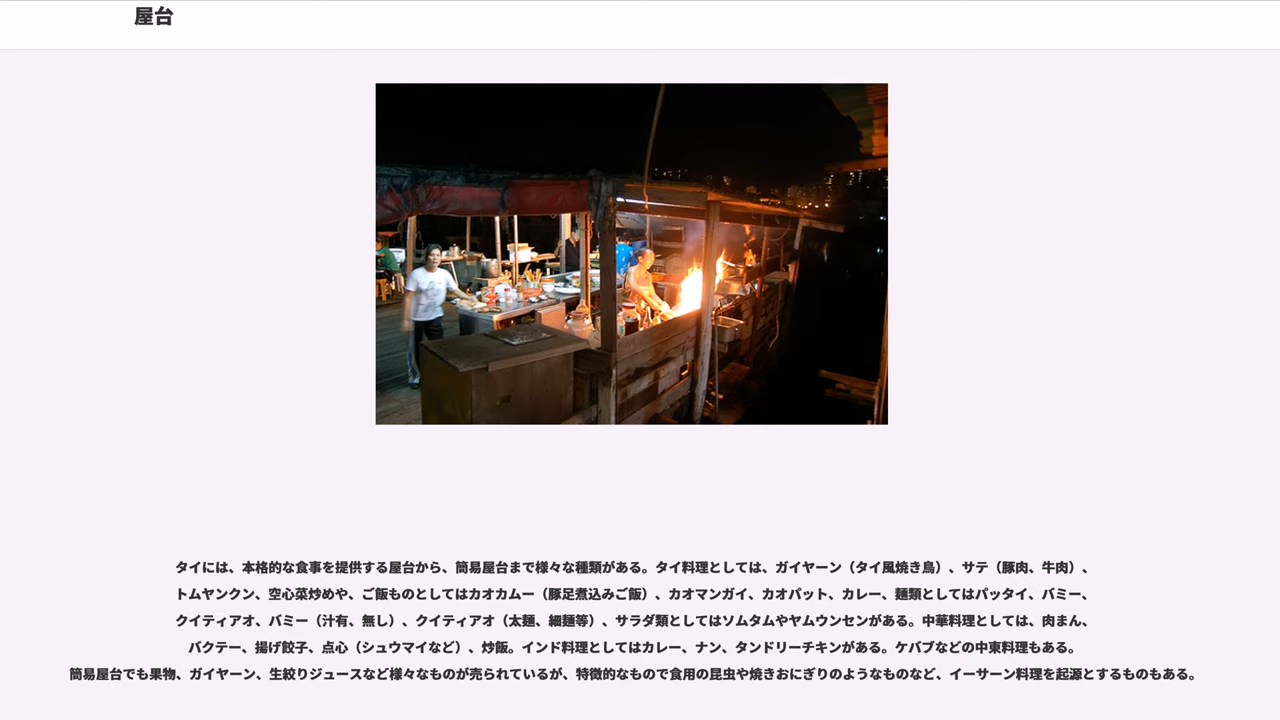 屋台
タイには、本格的な食事を提供する屋台から、簡易屋台まで様々な種類がある。タイ料理としては、ガイヤーン（タイ風焼き鳥）、サテ（豚肉、牛肉）、
トムヤンクン、空心菜炒めや、ご飯ものとしてはカオカムー（豚足煮込みご飯）、カオマンガイ、カオパット、カレー、麺類としてはパッタイ、バミー、
クイティアオ、バミー（汁有、無し）、クイティアオ（太麺、細麺等）、サラダ類としてはソムタムやヤムウンセンがある。中華料理としては、肉まん、
バクテー、揚げ餃子、点心（シュウマイなど）、炒飯。インド料理としてはカレー、ナン、タンドリーチキンがある。ケバブなどの中東料理もある。
簡易屋台でも果物、ガイヤーン、生絞りジュースなど様々なものが売られているが、特徴的なもので食用の昆虫や焼きおにぎりのようなものなど、イーサーン料理を起源とするものもある。